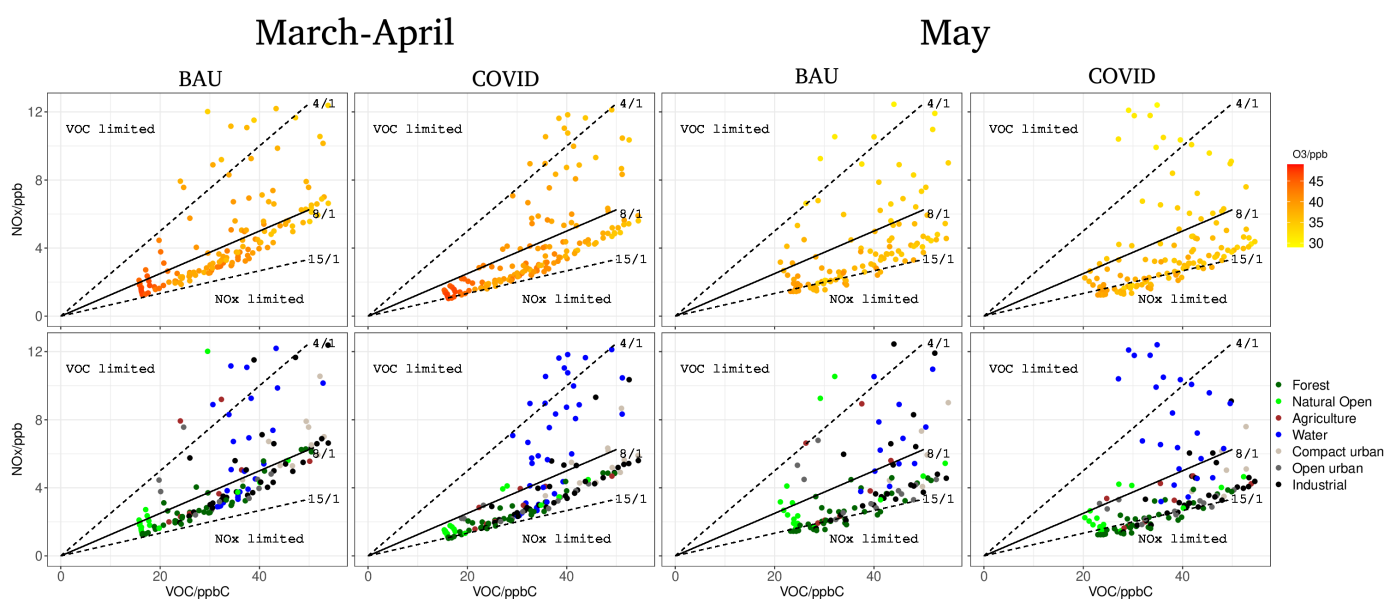 March-April
May
BAU
COVID
BAU
COVID
VOC limited
4/1
8/1
15/1
NOx limited
VOC limited
4/1
8/1
15/1
NOx limited
VOC limited
4/1
8/1
15/1
NOx limited
VOC limited
4/1
8/1
15/1
NOx limited
NOx/ppb
12
8
4
0
O3/ppb
45
40
35
30
VOC limited
4/1
8/1
15/1
NOx limited
VOC limited
4/1
8/1
15/1
NOx limited
VOC limited
4/1
8/1
15/1
NOx limited
VOC limited
4/1
8/1
15/1
NOx limited
NOx/ppb
12
8
4
0
Forest
Natural Open
Agriculture
Water
Compact urban
Open urban
Industrial
0 20 40
0 20 40
0 20 40
0 20 40
VOC/ppbC
VOC/ppbC
VOC/ppbC
VOC/ppbC